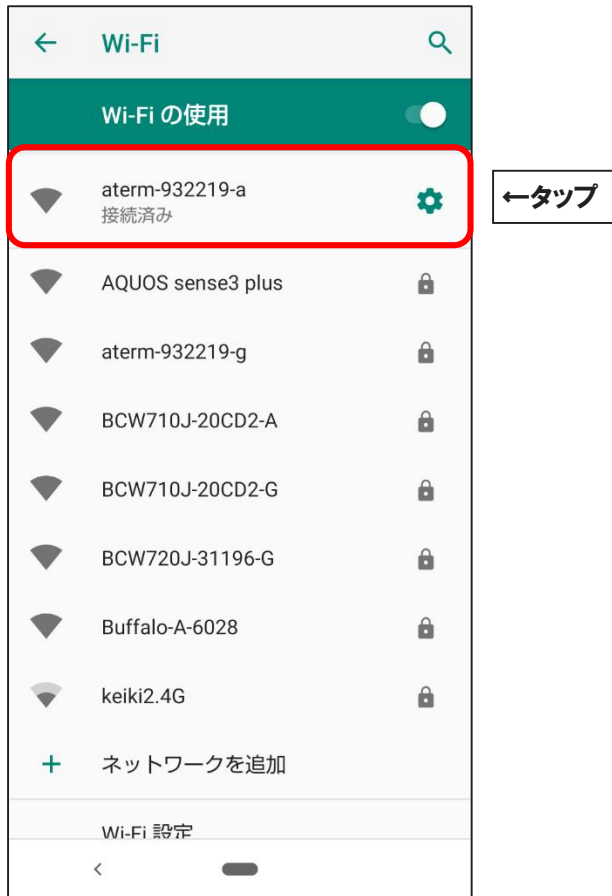 Wi-Fi
Wi-Fi の使用
aterm-932219-a
接続済み
←タップ
AQUOS sense3 plus
aterm-932219-g
BCW710J-20CD2-A
BCW710J-20CD2-G
BCW720J-31196-G
Buffalo-A-6028
keiki2.4G
ネットワークを追加
Wi-Fi 設定